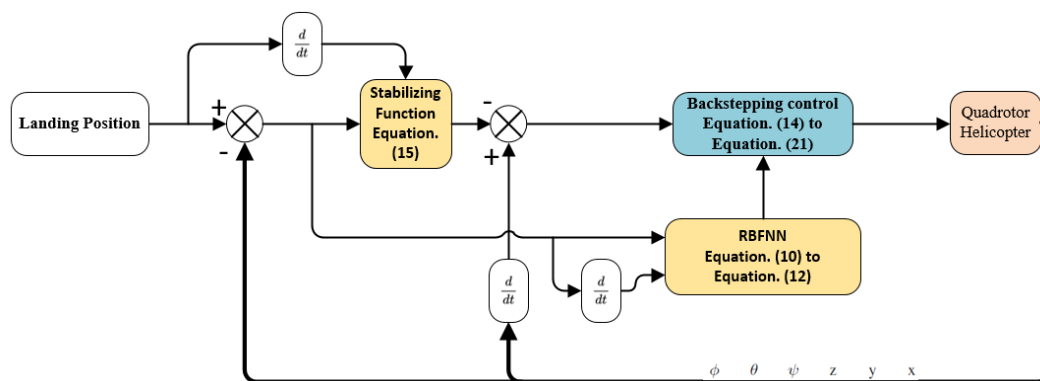 d
dt
+
-
Landing Position
Stabilizing
Function
Equation.
(15)
-
+
Backstepping control
Equation. (14) to
Equation. (21)
Quadrotor
Helicopter
RBFNN
Equation. (10) to
Equation. (12)
d
dt
d
dt
ϕ θ ψ z y x